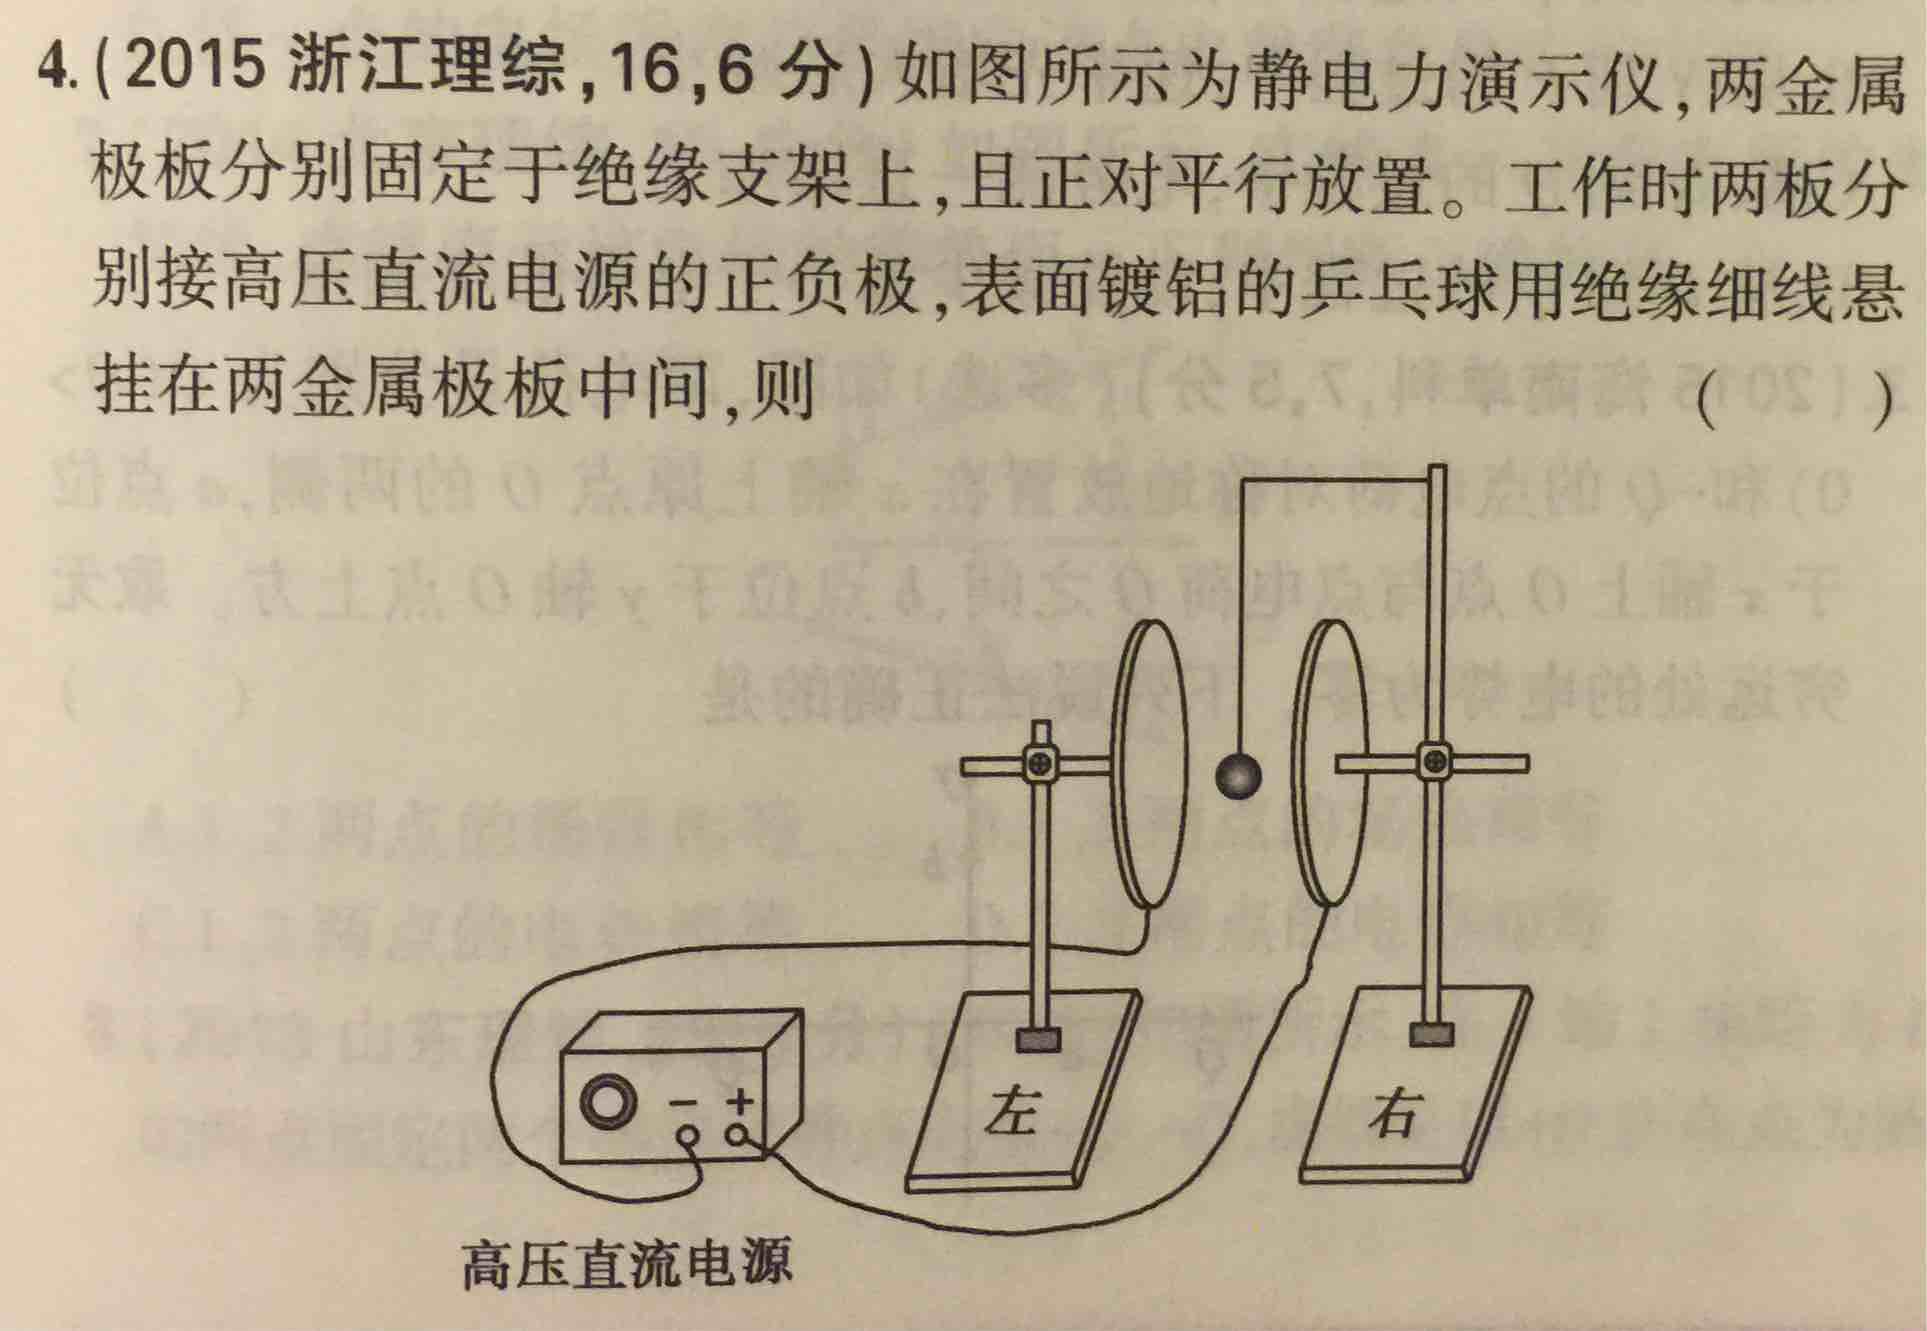 4.(2015 浙江理综,16,6 分)如图所示为静电力演示仪,两金属
极板分别固定于绝缘支架上,且正对平行放置。工作时两板分
别接高压直流电源的正负极,表面镀铝的乒乓球用绝缘细线悬
挂在两金属极板中间,则 ( )
- +
左
右
高压直流电源